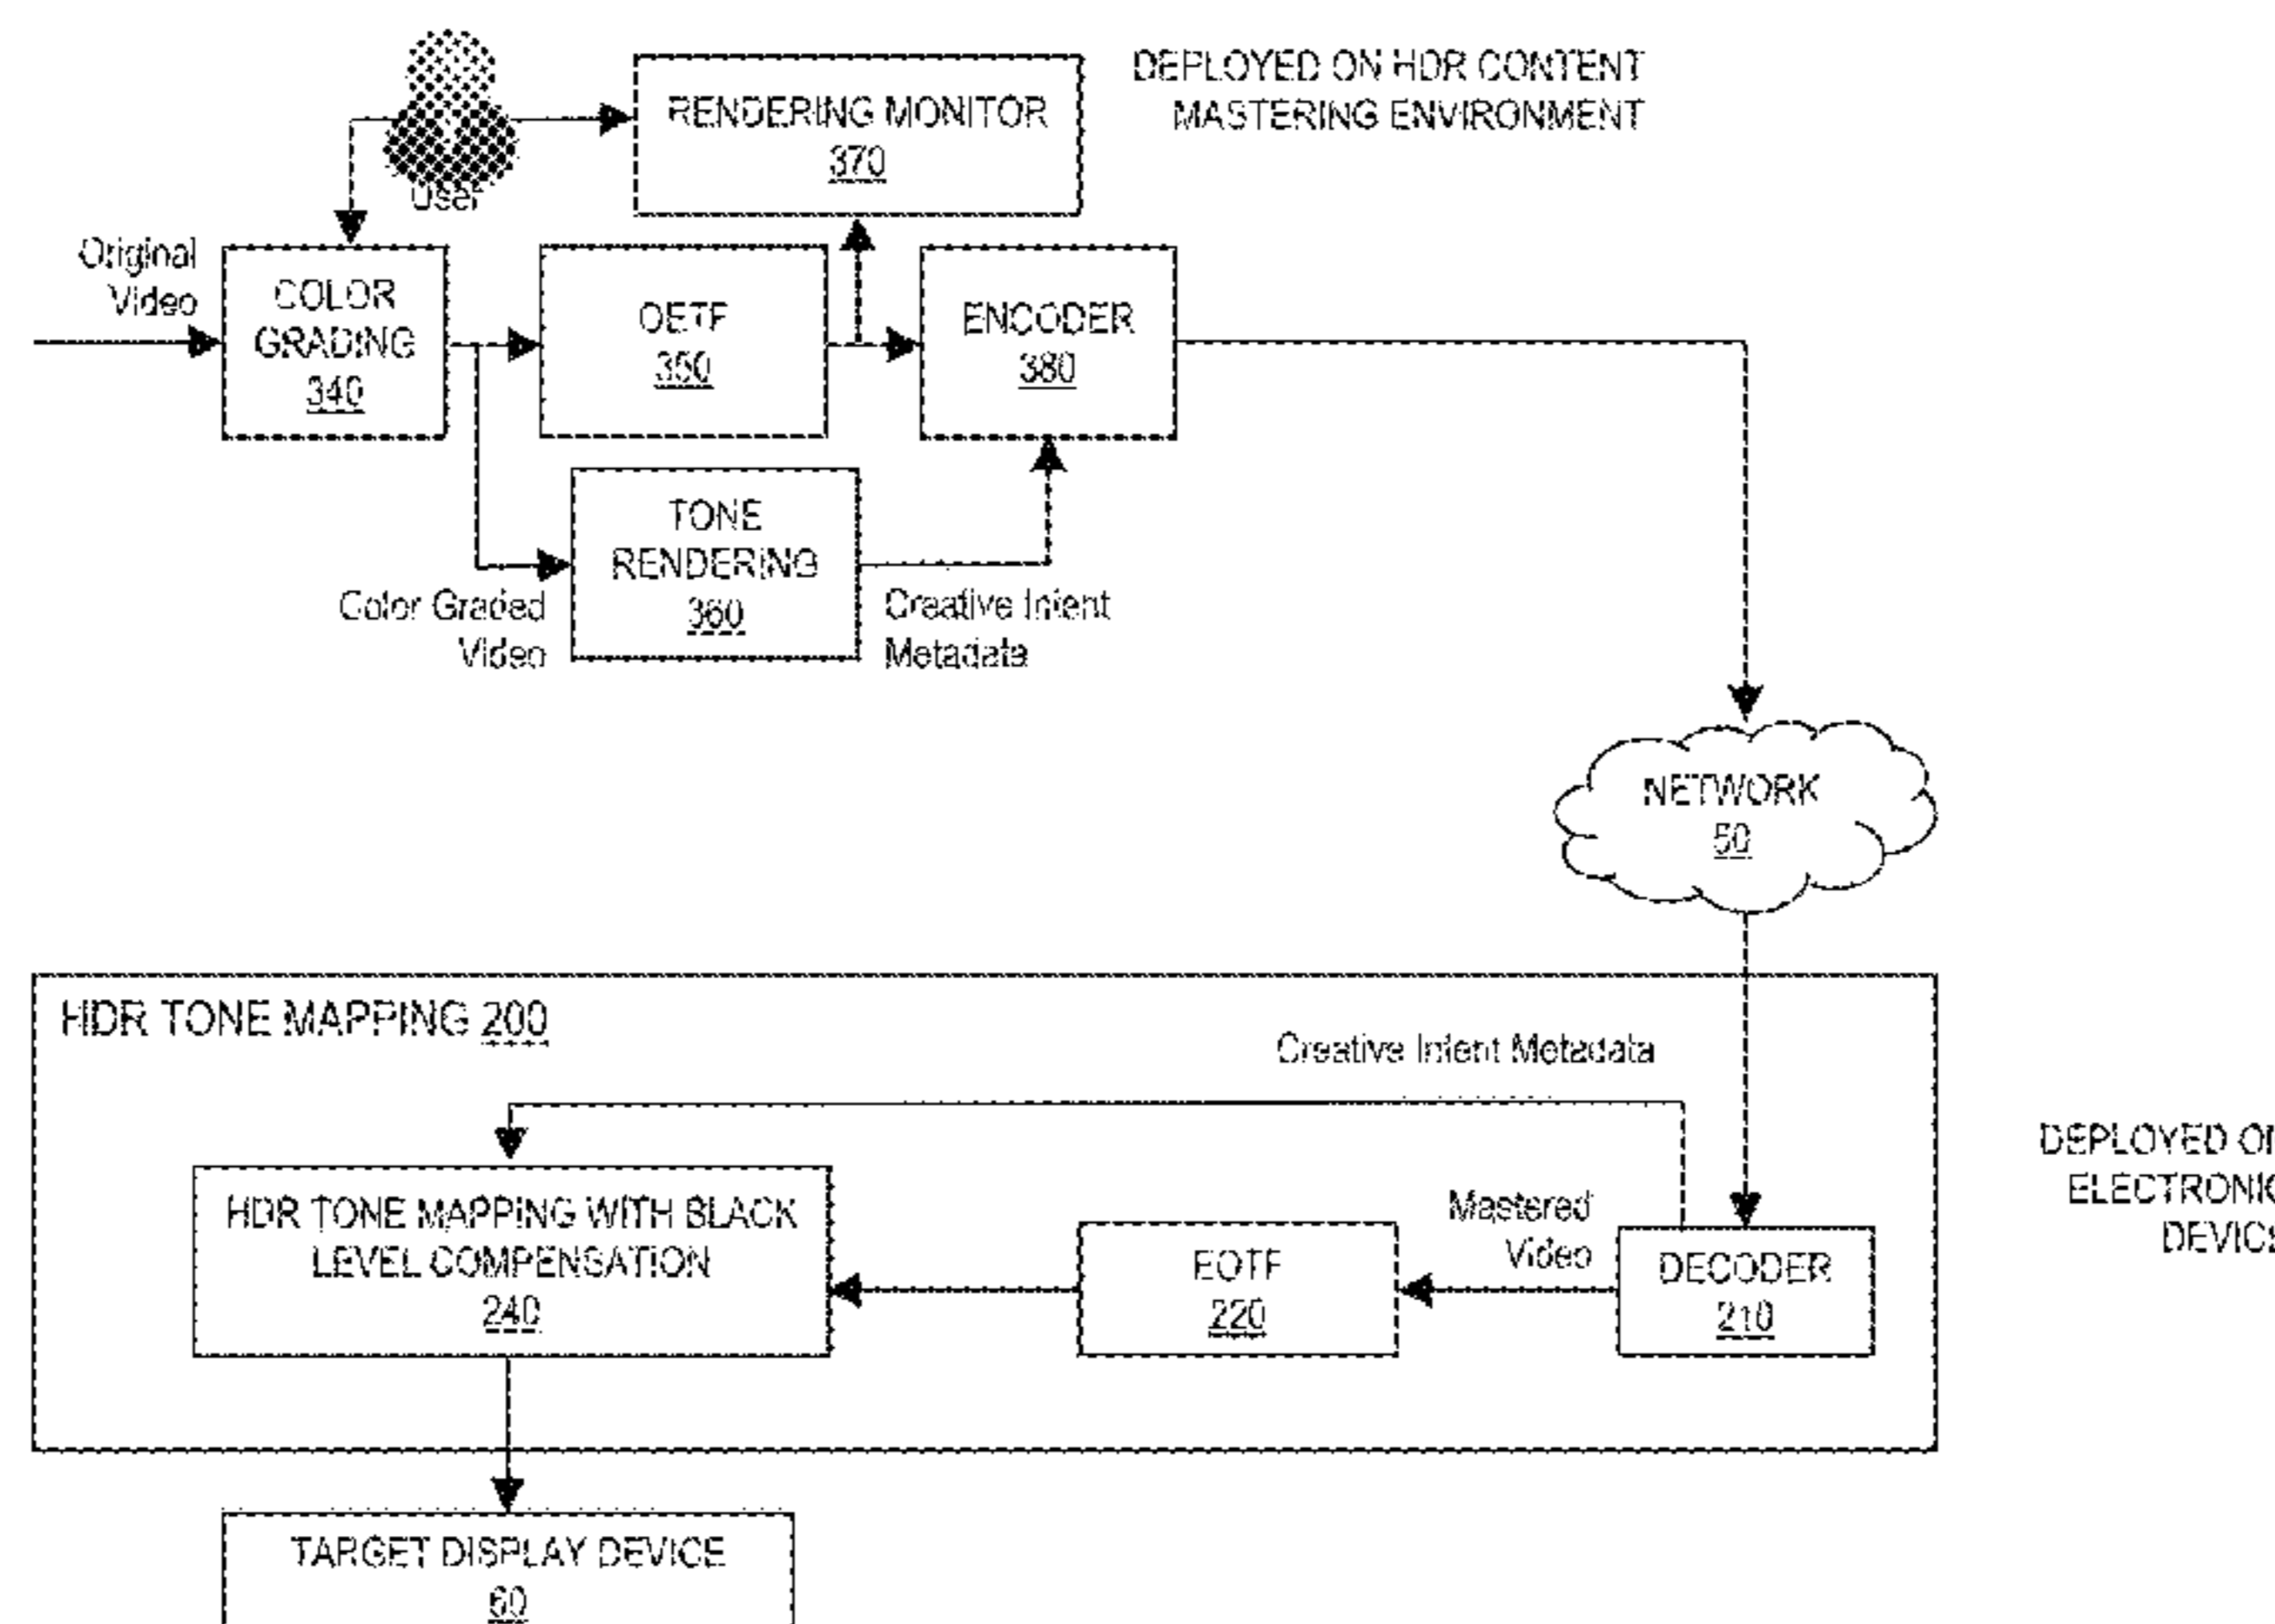 DEPLOYED ON HDR CONTENT
MASTERING ENVIRONMENT
RENDERING MONITOR
370
User
Original
Video
COLOR
GRADING
340
OETF
350
ENCODER
380
TONE
RENDERING
360
Color Graded
Video
Creative Intent
Metadata
NETWORK
50
HDR TONE MAPPING 200
Creative Intent Metadata
HDR TONE MAPPING WITH BLACK
LEVEL COMPENSATION
240
EOTF
220
Mastered
Video
DECODER
210
DEPLOYED
ELECTRONIC
TARGET DISPLAY DEVICE
60